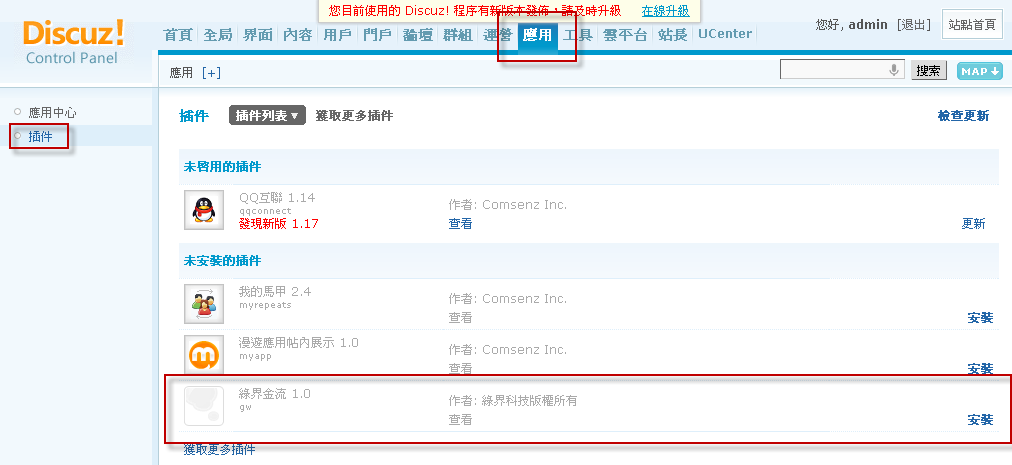 您目前使用的 Discuz! 程序有新版本發佈，請及時升級 在線升級
Discuz!
Control Panel
首頁 全局 界面 內容 用戶 門戶 論壇 群組 運營 應用 工具 雲平台 站長 UCenter
您好, admin [退出] 站點首頁
應用 [+]
搜索 MAP
應用中心
插件
插件 插件列表 獲取更多插件 檢查更新
未啓用的插件
QQ互聯 1.14
qqconnect
發現新版 1.17
作者: Comsenz Inc.
查看
更新
未安裝的插件
我的馬甲 2.4
myrepeats
作者: Comsenz Inc.
查看
安裝
漫遊應用帖內展示 1.0
myapp
作者: Comsenz Inc.
查看
安裝
綠界金流 1.0
gw
作者: 綠界科技版權所有
查看
安裝
獲取更多插件